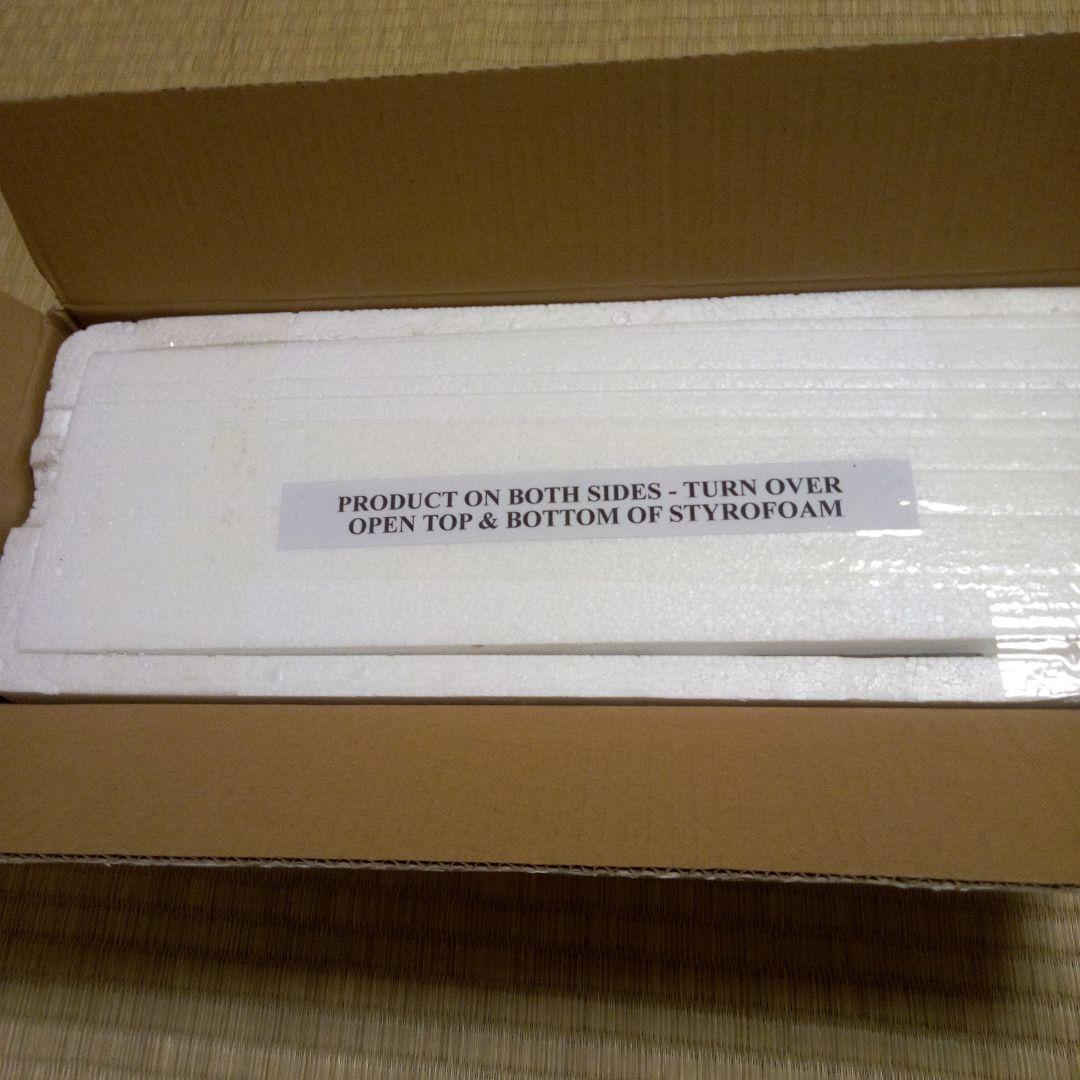 PRODUCT ON BOTH SIDES - TURN OVER
OPEN TOP & BOTTOM OF STYROFOAM